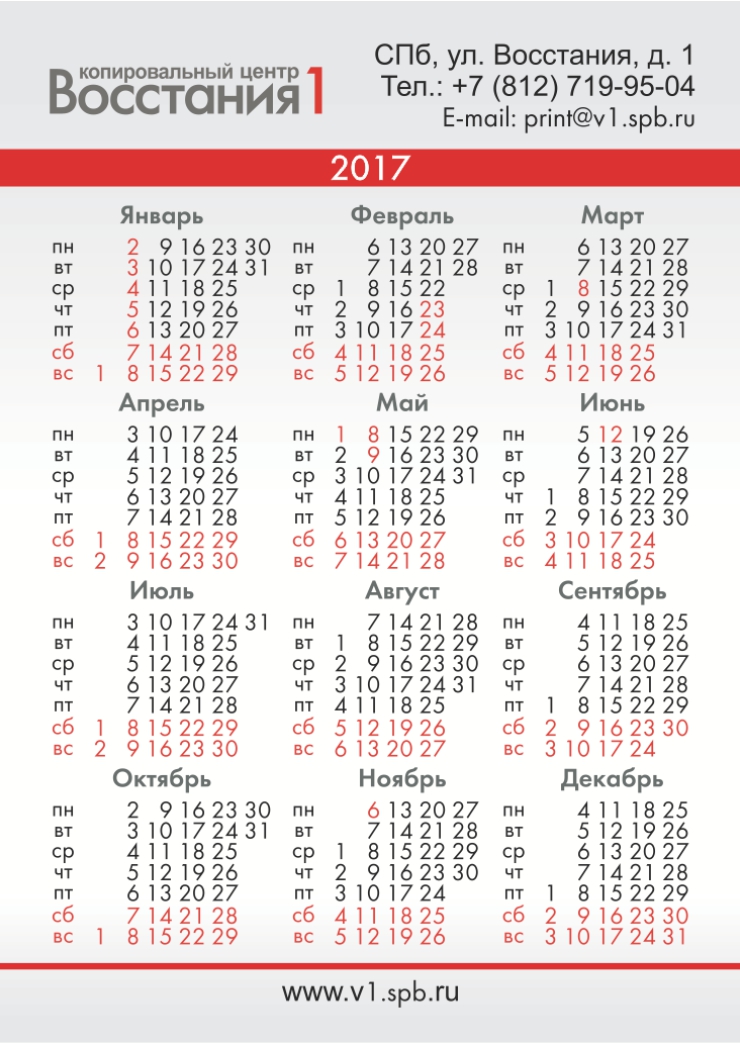 копировальный центр
Восстания 1
СПб, ул. Восстания, д. 1
Тел.: +7 (812) 719-95-04
E-mail: print@v1.spb.ru
2017
Январь Февраль Март
пн 2 9 16 23 30 пн 6 13 20 27 пн 6 13 20 27
вт 3 10 17 24 31 вт 7 14 21 28 вт 7 14 21 28
ср 4 11 18 25 ср 1 8 15 22 ср 1 8 15 22 29
чт 5 12 19 26 чт 2 9 16 23 чт 2 9 16 23 30
пт 6 13 20 27 пт 3 10 17 24 пт 3 10 17 24 31
сб 7 14 21 28 сб 4 11 18 25 сб 4 11 18 25
вс 1 8 15 22 29 вс 5 12 19 26 вс 5 12 19 26
Апрель Май Июнь
пн 3 10 17 24 пн 1 8 15 22 29 пн 5 12 19 26
вт 4 11 18 25 вт 2 9 16 23 30 вт 6 13 20 27
ср 5 12 19 26 ср 3 10 17 24 31 ср 7 14 21 28
чт 6 13 20 27 чт 4 11 18 25 чт 1 8 15 22 29
пт 7 14 21 28 пт 5 12 19 26 пт 2 9 16 23 30
сб 1 8 15 22 29 сб 6 13 20 27 сб 3 10 17 24
вс 2 9 16 23 30 вс 7 14 21 28 вс 4 11 18 25
Июль Август Сентябрь
пн 3 10 17 24 31 пн 7 14 21 28 пн 4 11 18 25
вт 4 11 18 25 вт 1 8 15 22 29 вт 5 12 19 26
ср 5 12 19 26 ср 2 9 16 23 30 ср 6 13 20 27
чт 6 13 20 27 чт 3 10 17 24 31 чт 7 14 21 28
пт 7 14 21 28 пт 4 11 18 25 пт 1 8 15 22 29
сб 1 8 15 22 29 сб 5 12 19 26 сб 2 9 16 23 30
вс 2 9 16 23 30 вс 6 13 20 27 вс 3 10 17 24
Октябрь Ноябрь Декабрь
пн 2 9 16 23 30 пн 6 13 20 27 пн 4 11 18 25
вт 3 10 17 24 31 вт 7 14 21 28 вт 5 12 19 26
ср 4 11 18 25 ср 1 8 15 22 29 ср 6 13 20 27
чт 5 12 19 26 чт 2 9 16 23 30 чт 7 14 21 28
пт 6 13 20 27 пт 3 10 17 24 пт 1 8 15 22 29
сб 7 14 21 28 сб 4 11 18 25 сб 2 9 16 23 30
вс 1 8 15 22 29 вс 5 12 19 26 вс 3 10 17 24 31
www.v1.spb.ru